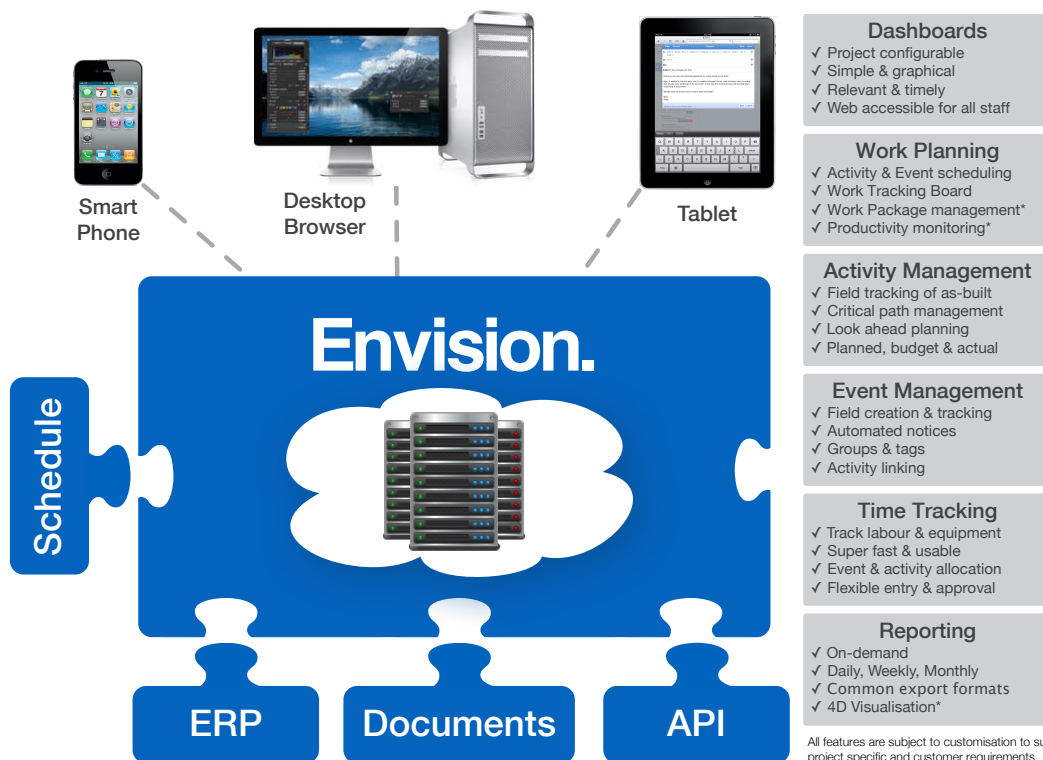 Smart
Phone
Desktop
Browser
Tablet
Envision.
Schedule
ERP
Documents
API
Dashboards
✓ Project configurable
✓ Simple & graphical
✓ Relevant & timely
✓ Web accessible for all staff
Work Planning
✓ Activity & Event scheduling
✓ Work Tracking Board
✓ Work Package management*
✓ Productivity monitoring*
Activity Management
✓ Field tracking of as-built
✓ Critical path management
✓ Look ahead planning
✓ Planned, budget & actual
Event Management
✓ Field creation & tracking
✓ Automated notices
✓ Groups & tags
✓ Activity linking
Time Tracking
✓ Track labour & equipment
✓ Super fast & usable
✓ Event & activity allocation
✓ Flexible entry & approval
Reporting
✓ On-demand
✓ Daily, Weekly, Monthly
✓ Common export formats
✓ 4D Visualisation*
All features are subject to customisation to su
project specific and customer requirements